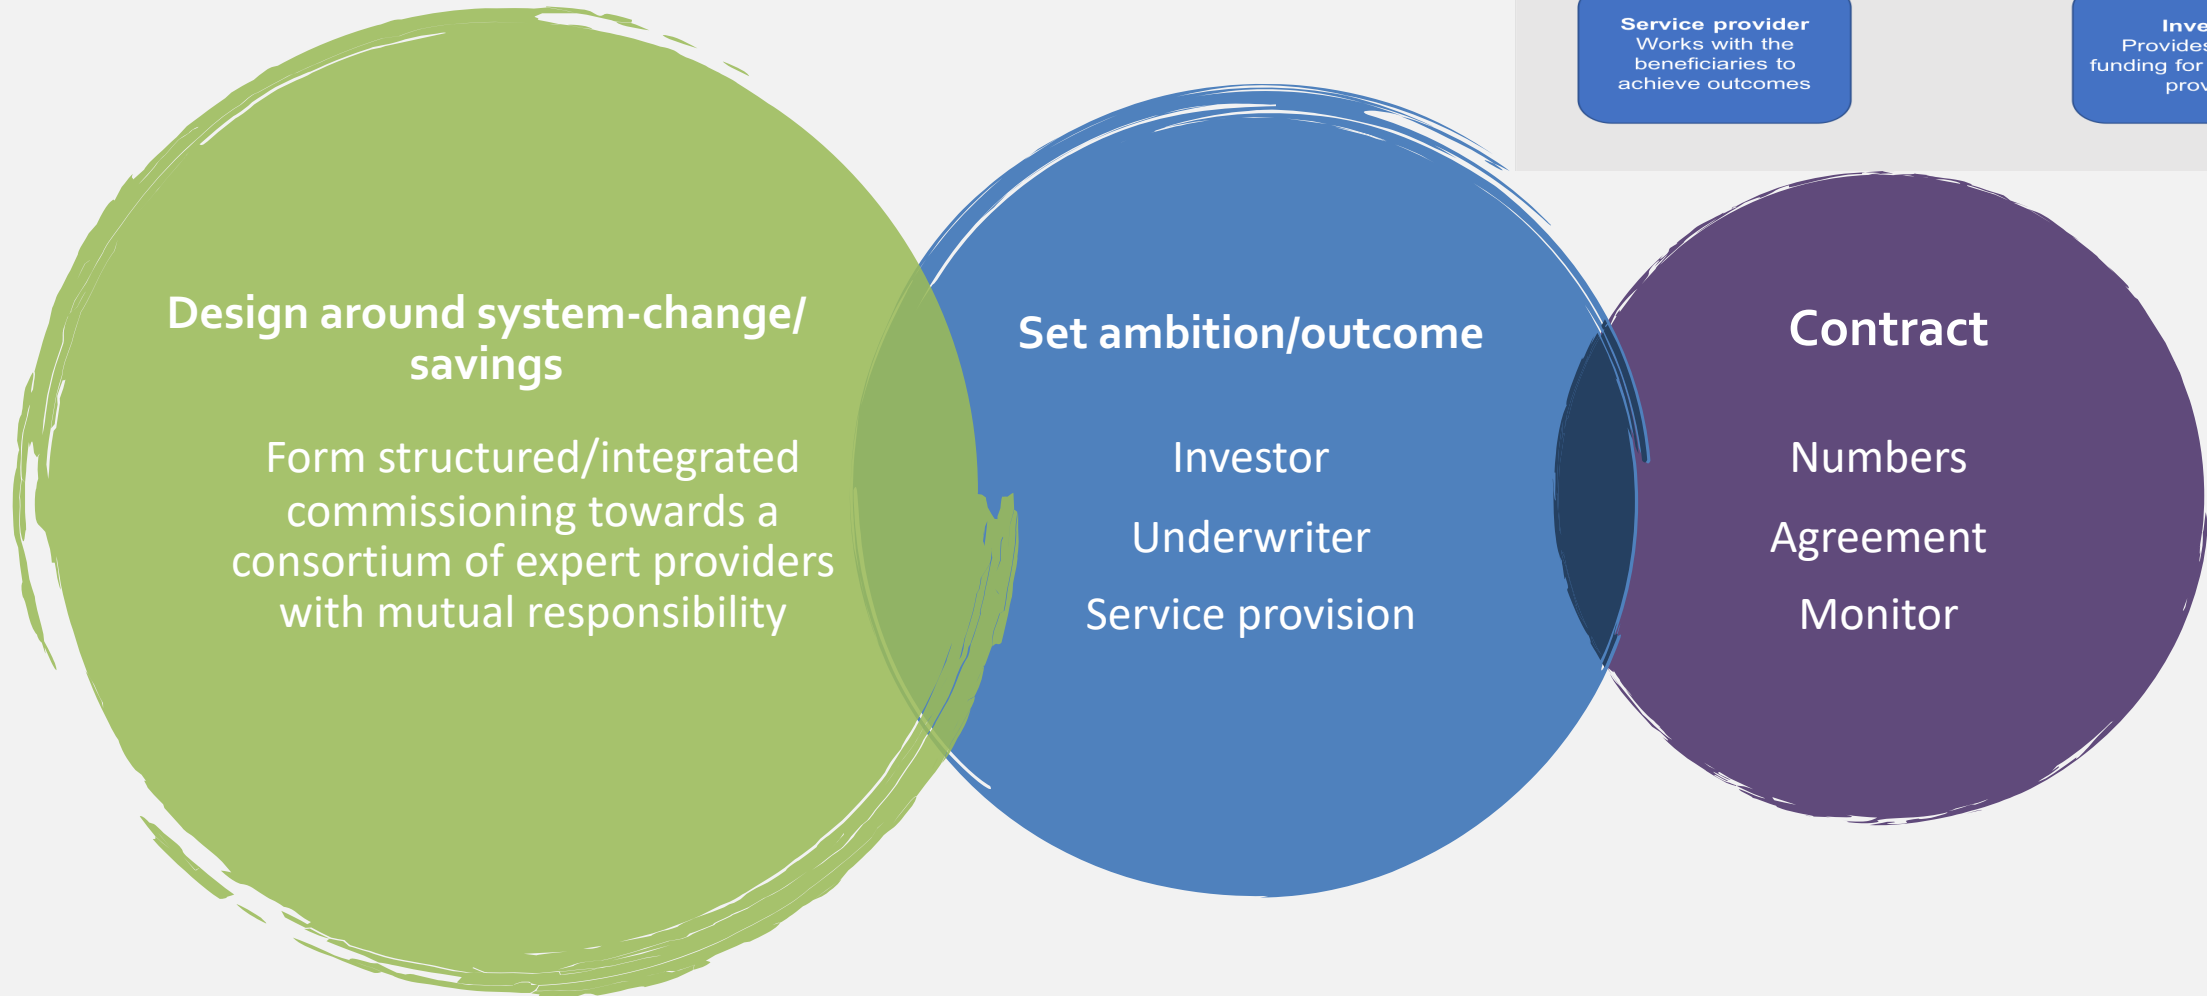 Service provider
Works with the
beneficiaries to
achieve outcomes
Provides
funding for
Design around system-change/
savings
Form structured/integrated
commissioning towards a
consortium of expert providers
with mutual responsibility
Set ambition/outcome
Investor
Underwriter
Service provision
Contract
Numbers
Agreement
Monitor